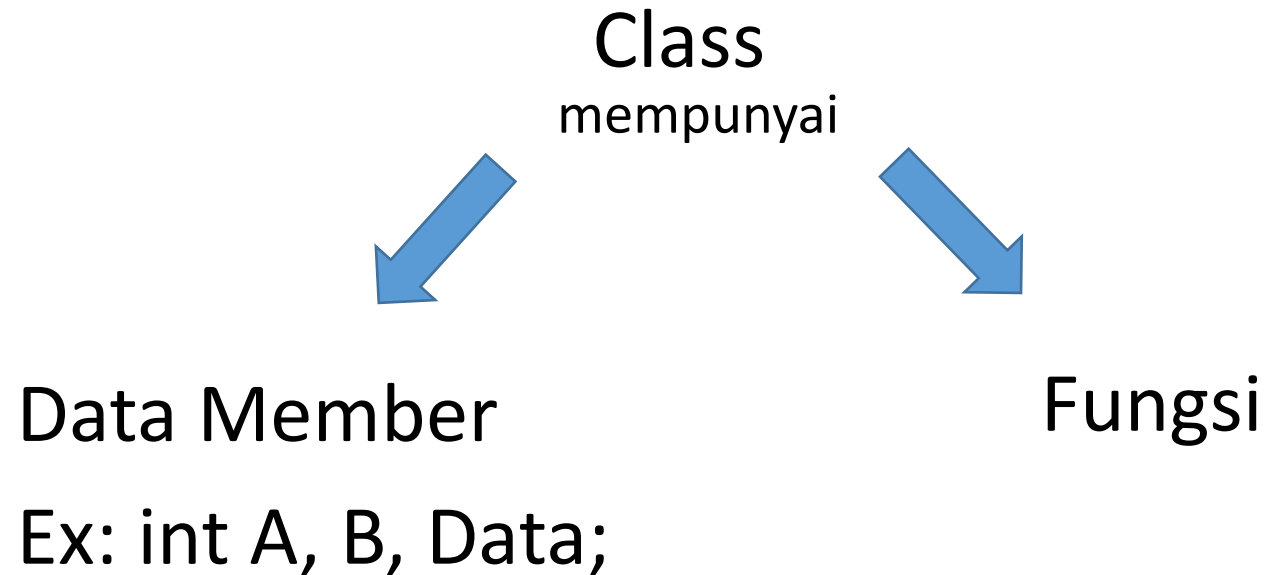 Class
mempunyai
Data Member
Fungsi
Ex: int A, B, Data;